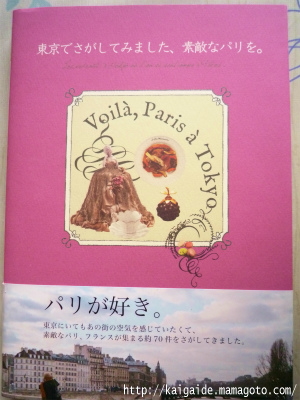 東京でさがしてみました、素敵なパリを。
Voilà, Paris à Tokyo.
パリが好き。
東京にいてもあの街の空気を感じていたくて、
素敵なパリ、フランスが集まる約70件をさがしてきました。
http://kaigaide.mamagoto.com/